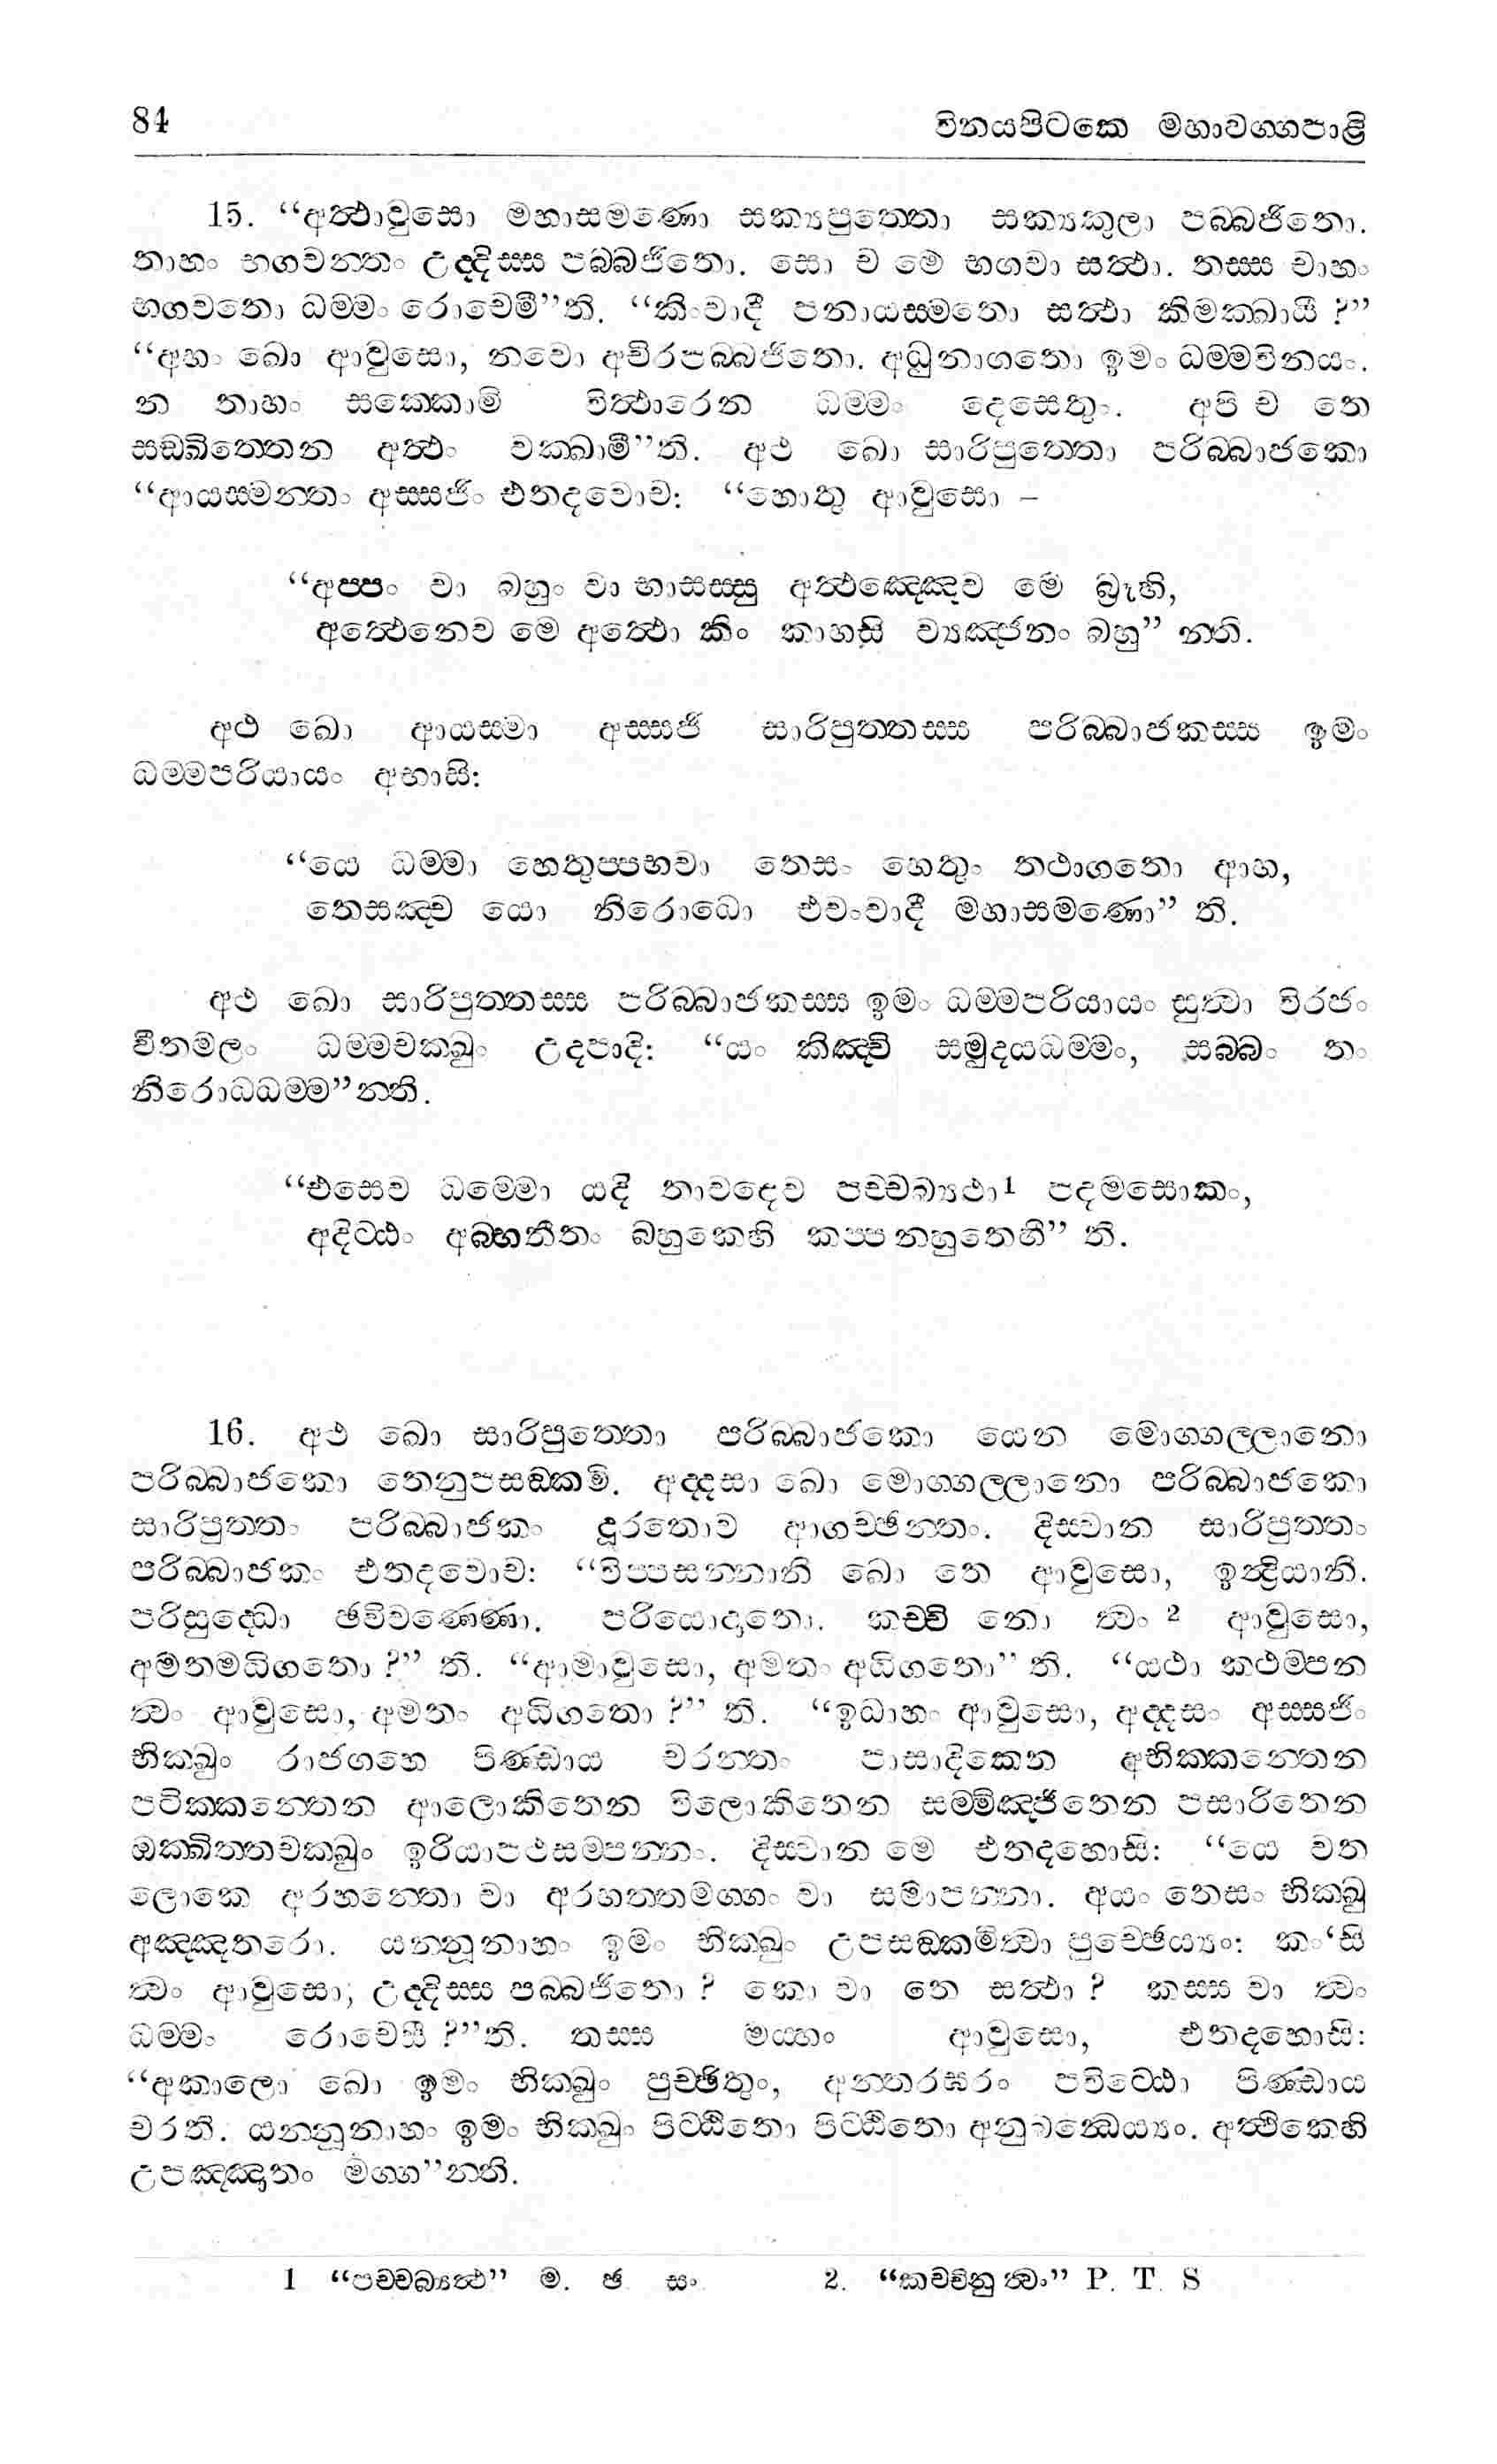 84 විනයපිටකෙ මහාවග්ගපාළි
15. “අත්ථාවුසො මහාසමණො සක්‍යපුත්තො සක්‍යකුලා පබ්බජිතො.
තාහං භගවන්තං උද්දිස්ස පබ්බජිතො. සො ච මෙ භගවා සත්ථා. තස්ස චාහං
භගවතො ධම්මං රොචෙමී”ති. “කිංවාදී පනායස්මතො සත්ථා කිමක්ඛායී ?”
“අහං ඛො ආවුසො, නවො අචිරපබ්බජිතො. අධුනාගතො ඉමං ධම්මවිනයං.
න තාහං සක්කොමි විත්ථාරෙන ධම්මං දෙසෙතුං. අපි ච තෙ
සඞ්ඛිත්තෙන අත්ථං වක්ඛාමී”ති. අථ ඛො සාරිපුත්තො පරිබ්බාජකො
“ආයස්මන්තං අස්සජිං එතදවොච: “හොතු ආවුසො –
“අප්පං වා බහුං වා භාසස්සු අත්ථඤ්ඤෙව මෙ බ්‍රූහි,
අත්ථෙනෙව මෙ අත්ථො කිං කාහසි ව්‍යඤ්ජනං බහු” න්ති.
අථ ඛො ආයස්මා අස්සජි සාරිපුත්තස්ස පරිබ්බාජකස්ස ඉමං
ධම්මපරියායං අභාසි:
“යෙ ධම්මා හෙතුප්පභවා තෙසං හෙතුං තථාගතො ආහ,
තෙසඤ්ච යො නිරොධො එවංවාදී මහාසමණො” ති.
අථ ඛො සාරිපුත්තස්ස පරිබ්බාජකස්ස ඉමං ධම්මපරියායං සුත්වා විරජං
වීතමලං ධම්මචක්ඛුං උදපාදි: “යං කිඤ්චි සමුදයධම්මං, සබ්බං තං
නිරොධධම්ම”න්ති.
“එසෙව ධම්මො යදි තාවදෙව පච්චබ්‍යථා1 පදමසොකං,
අදිට්ඨං අබ්භතීතං බහුකෙහි කප්පනහුතෙහි” ති.
16. අථ ඛො සාරිපුත්තො පරිබ්බාජකො යෙන මොග්ගල්ලානො
පරිබ්බාජකො තෙනුපසඞ්කමි. අද්දසා ඛො මොග්ගල්ලානො පරිබ්බාජකො
සාරිපුත්තං පරිබ්බාජකං දූරතොව ආගච්ඡන්තං. දිස්වාන සාරිපුත්තං
පරිබ්බාජකං එතදවොච: “විප්පසන්නානි ඛො තෙ ආවුසො, ඉන්ද්‍රියානි.
පරිසුද්ධො ඡවිවණ්ණො. පරියොදාතො. කච්චි නො ත්වං 2 ආවුසො,
අමතමධිගතො ?” ති. “ආමාවුසො, අමතං අධිගතො” ති. “යථා කථම්පන
ත්වං ආවුසො, අමතං අධිගතො ?” ති. “ඉධාහං ආවුසො, අද්දසං අස්සජිං
භික්ඛුං රාජගහෙ පිණ්ඩාය චරන්තං පාසාදිකෙන අභික්කන්තෙන
පටික්කන්තෙන ආලොකිතෙන විලොකිතෙන සම්මිඤ්ජිතෙන පසාරිතෙන
ඔක්ඛිත්තචක්ඛුං ඉරියාපථසම්පන්නං. දිස්වාන මෙ එතදහොසි: “යෙ වත
ලොකෙ අරහන්තො වා අරහත්තමග්ගං වා සමාපන්නා. අයං තෙසං භික්ඛු
අඤ්ඤතරො. යන්නූනාහං ඉමං භික්ඛුං උපසඞ්කමිත්වා පුච්ඡෙය්‍යං: කං‘සි
ත්වං ආවුසො, උද්දිස්ස පබ්බජිතො ? කො වා තෙ සත්ථා ? කස්ස වා ත්වං
ධම්මං රොචෙසී ?”ති. තස්ස මය්හං ආවුසො, එතදහොසි:
“අකාලො ඛො ඉමං භික්ඛුං පුච්ඡිතුං, අන්තරඝරං පවිට්ඨො පිණ්ඩාය
චරති. යන්නූනාහං ඉමං භික්ඛුං පිට්ඨිතො පිට්ඨිතො අනුබන්ධෙය්‍යං. අත්ථිකෙහි
උපඤ්ඤාතං මග්ග”න්ති.
1 “පච්චබ්‍යත්ථ” ම. ඡ සං 2. “කච්චිනු ත්වං” P. T. S